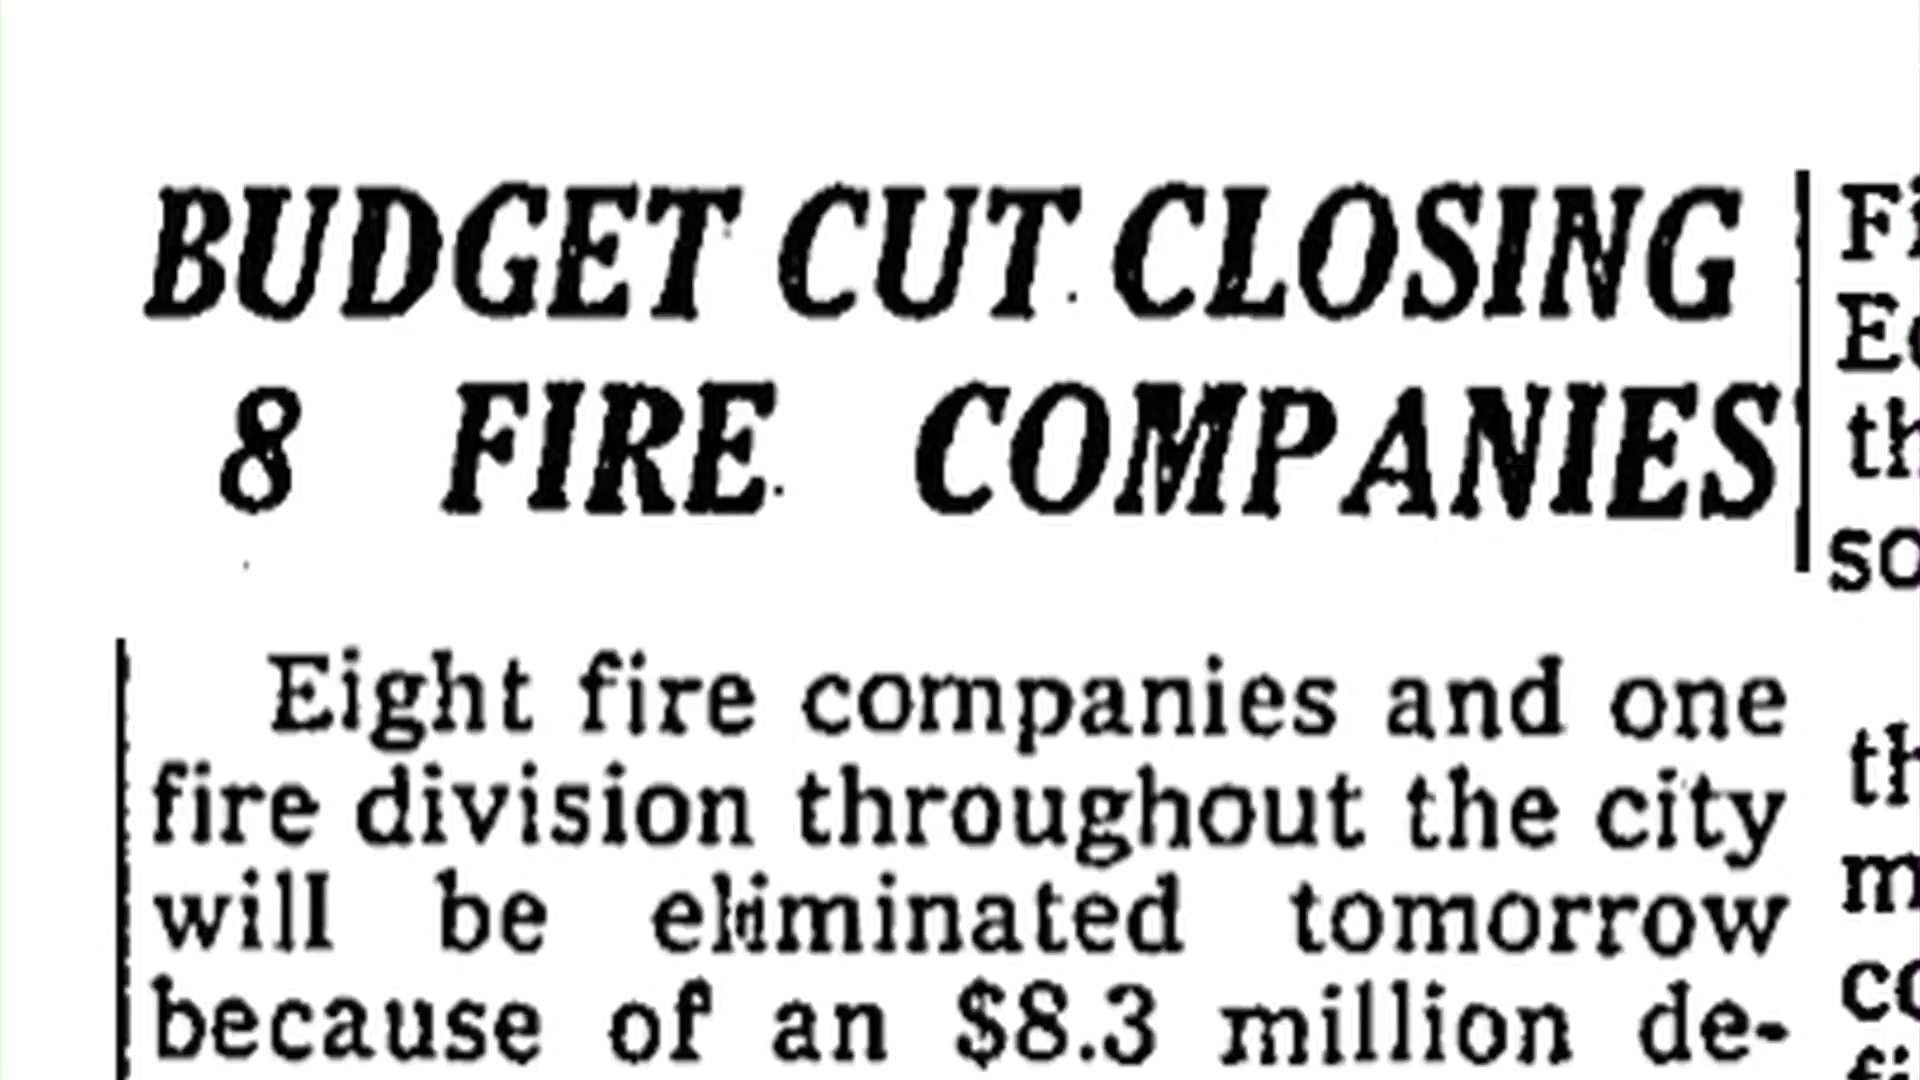 BUDGET CUT CLOSING
8 FIRE COMPANIES
Eight fire companies and one
fire division throughout the city
will be eliminated tomorrow
because of an $8.3 million de-